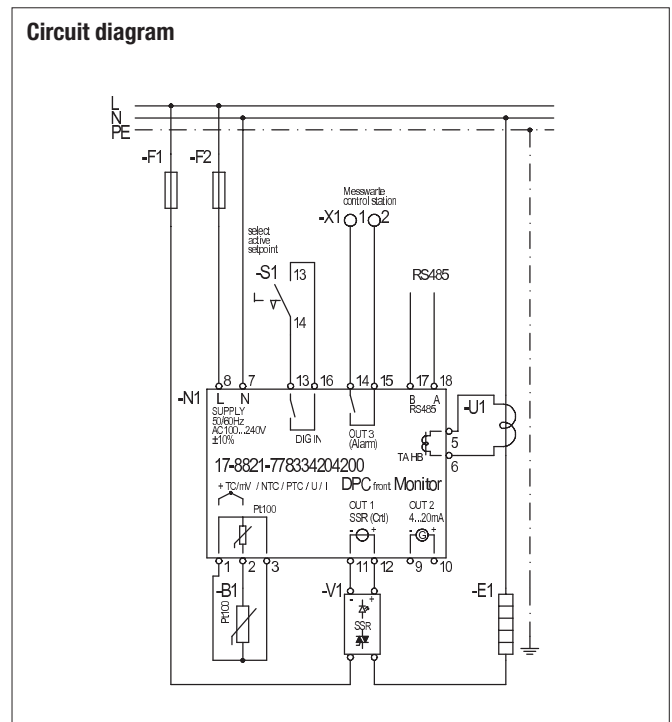 Circuit diagram
L
N
PE
-F1
-F2
Messwarte
control station
-X1 1 2
select
active
setpoint
-S1 13
14
RS485
8 7 13 16 14 15 17 18
-N1
L N
SUPPLY
50/60Hz
AC100...240V
±10%
DIG IN
OUT 3
(Alarm)
B A
RS485
-U1
5
TAHB
6
17-8821-778334204200
DPC front Monitor
+ TC/mV / NTC / PTC / U / I
Pt100
OUT 1
SSR (Crtl)
- +
OUT 2
4...20mA
- +
G
1 2 3 11 12 9 10
-B1
Pt100
-V1
- +
SSR
-E1